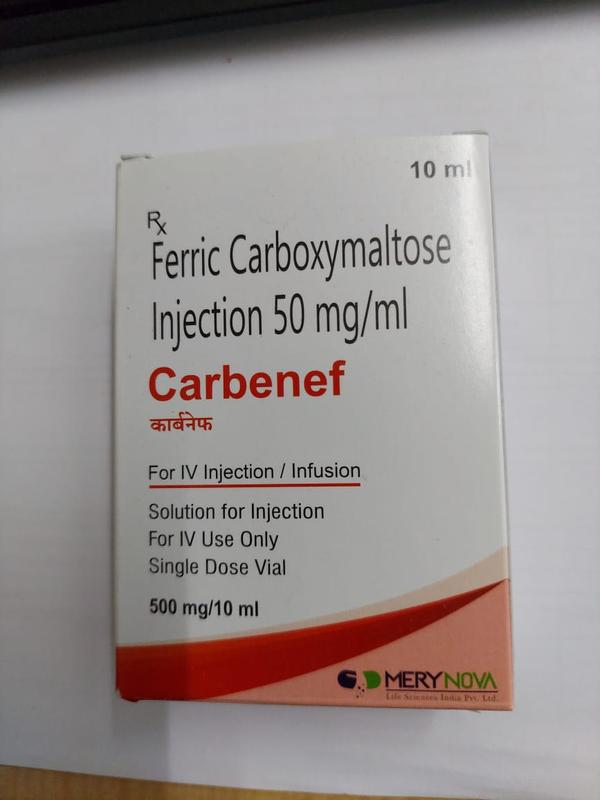 10 ml
Rx
Ferric Carboxymaltose
Injection 50 mg/ml
Carbenef
कार्बनेफ
For IV Injection / Infusion
Solution for Injection
For IV Use Only
Single Dose Vial
500 mg/10 ml
MERYNOVA
Life Sciences India Pvt. Ltd.